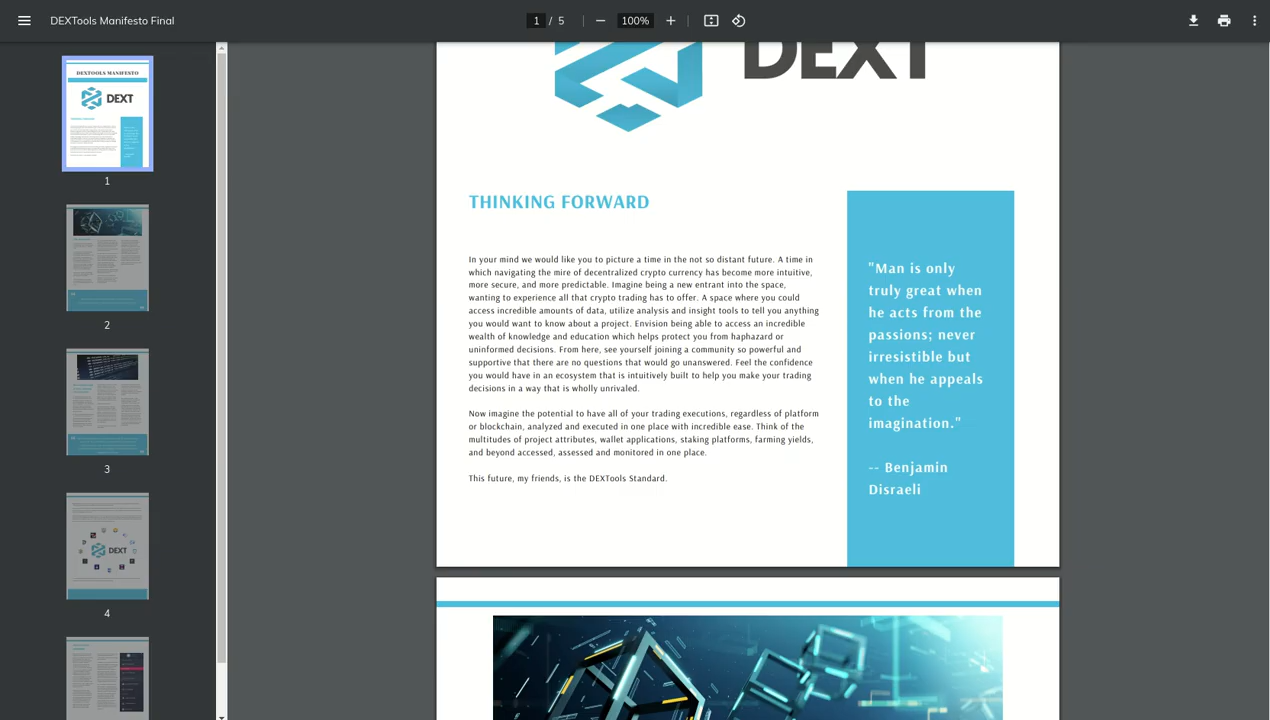 DEXTools Manifesto Final
1 / 5
100%
DEXTOOLS MANIFESTO
DEXT
1
2
3
DEXT
4
DEXT
THINKING FORWARD
In your mind we would like you to picture a time in the not so distant future. A time in
which navigating the mire of decentralized crypto currency has become more intuitive,
more secure, and more predictable. Imagine being a new entrant into the space,
wanting to experience all that crypto trading has to offer. A space where you could
access incredible amounts of data, utilize analysis and insight tools to tell you anything
you would want to know about a project. Envision being able to access an incredible
wealth of knowledge and education which helps protect you from haphazard or
uninformed decisions. From here, see yourself joining a community so powerful and
supportive that there are no questions that would go unanswered. Feel the confidence
you would have in an ecosystem that is intuitively built to help you make your trading
decisions in a way that is wholly unrivaled.
Now imagine the potential to have all of your trading executions, regardless of platform
or blockchain, analyzed and executed in one place with incredible ease. Think of the
multitudes of project attributes, wallet applications, staking platforms, farming yields,
and beyond accessed, assessed and monitored in one place.
This future, my friends, is the DEXTools Standard.
"Man is only
truly great when
he acts from the
passions; never
irresistible but
when he appeals
to the
imagination."
-- Benjamin
Disraeli